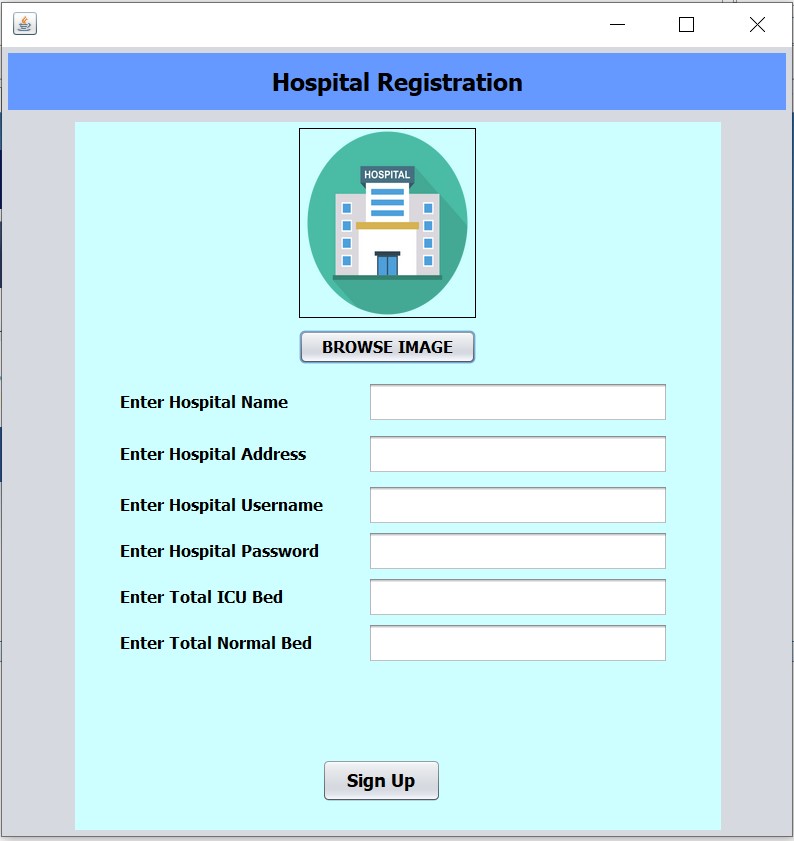 Hospital Registration
HOSPITAL
BROWSE IMAGE
Enter Hospital Name
Enter Hospital Address
Enter Hospital Username
Enter Hospital Password
Enter Total ICU Bed
Enter Total Normal Bed
Sign Up